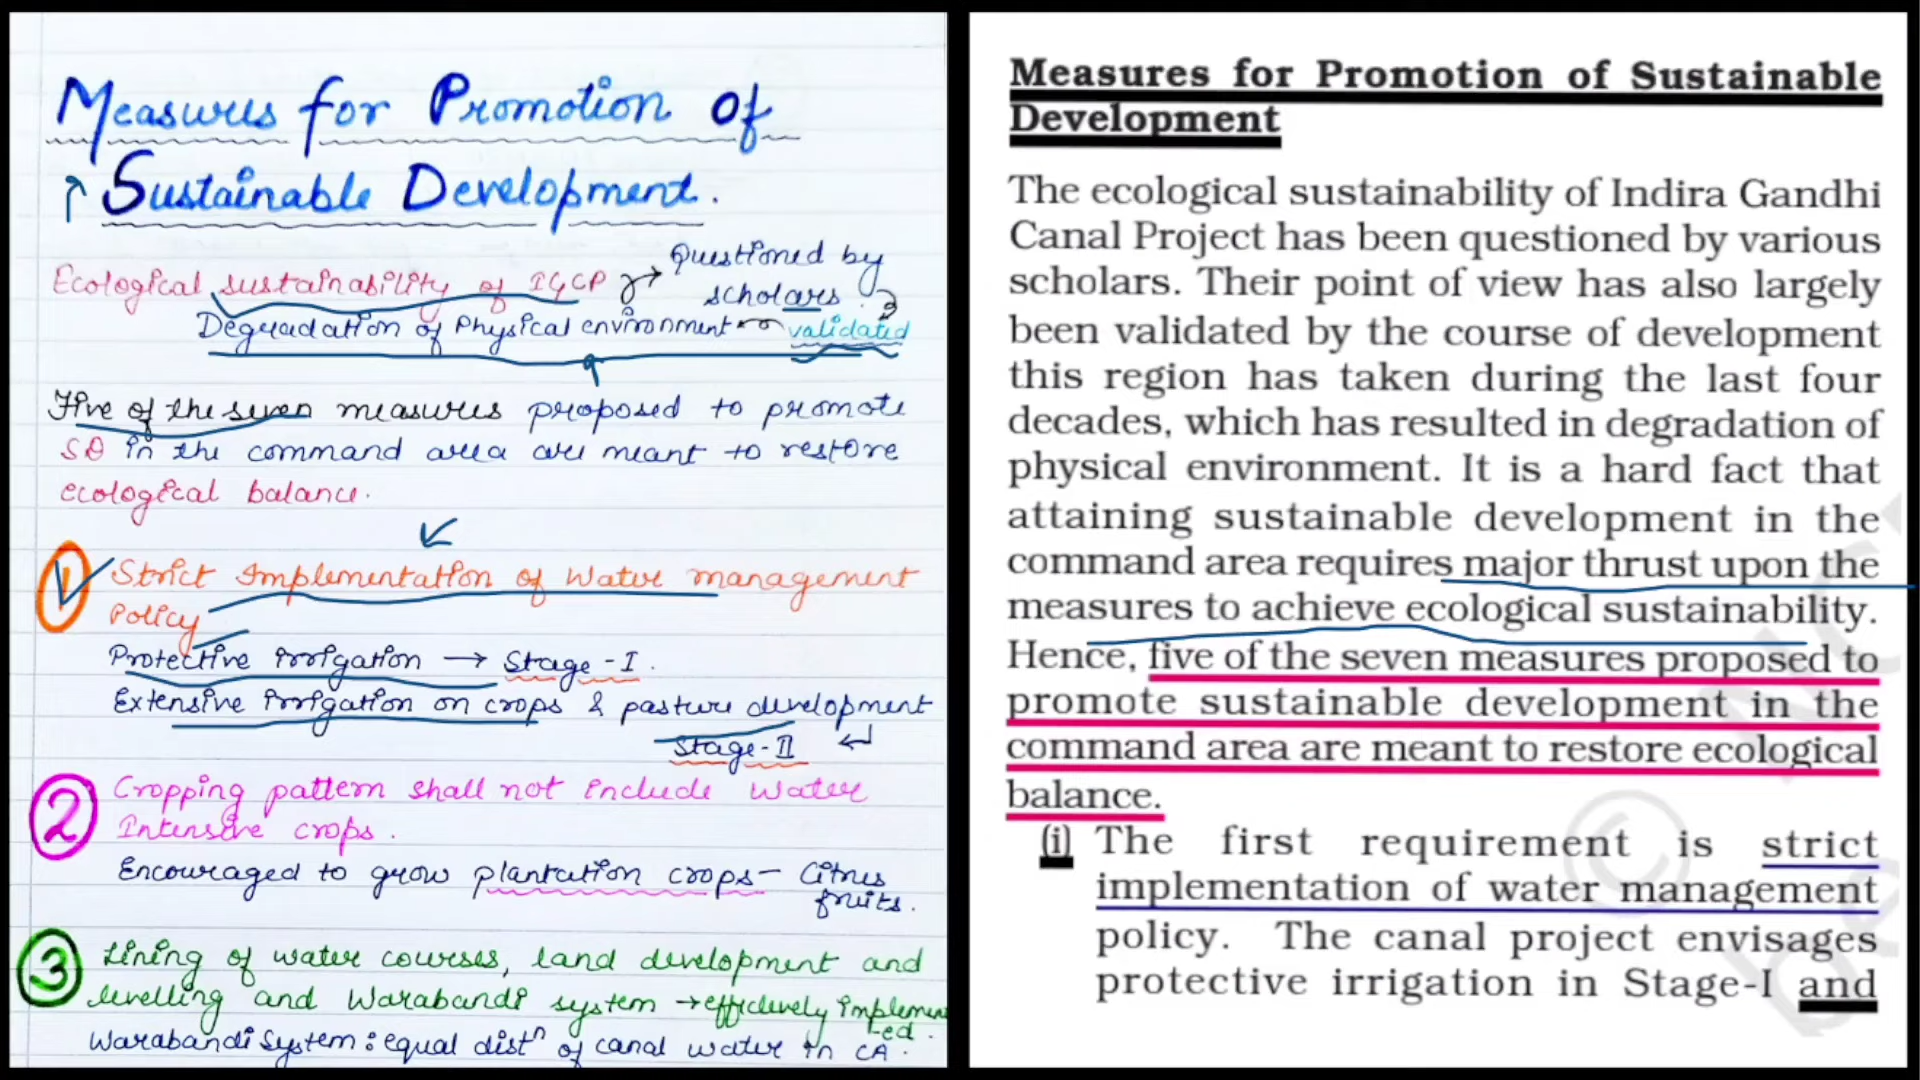 Measures for Promotion of
Sustainable Development.
Ecological sustainability of IGCP → Questioned by
scholars.
Degradation of Physical environment validated
Five of the seven measures proposed to promote
SD in the command area are meant to restore
ecological balance.
1 Strict Implementation of Water management
Policy
Protective irrigation → Stage-I.
Extensive irrigation on crops & pasture development
Stage-II
2 Cropping pattern shall not include Water
Intensive crops.
Encouraged to grow plantation crops - Citrus
fruits.
3 Lining of water courses, land development and
levelling and Warabandi system → effectively implemen
ted.
Warabandi System: equal distⁿ of canal water in CA.
Measures for Promotion of Sustainable
Development
The ecological sustainability of Indira Gandhi
Canal Project has been questioned by various
scholars. Their point of view has also largely
been validated by the course of development
this region has taken during the last four
decades, which has resulted in degradation of
physical environment. It is a hard fact that
attaining sustainable development in the
command area requires major thrust upon the
measures to achieve ecological sustainability.
Hence, five of the seven measures proposed to
promote sustainable development in the
command area are meant to restore ecological
balance.
(i) The first requirement is strict
implementation of water management
policy. The canal project envisages
protective irrigation in Stage-I and